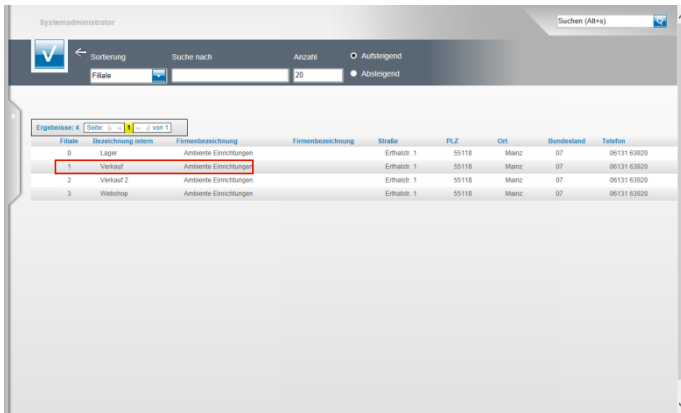 Systemadministrator
Suchen (Alt+s)
Sortierung Suche nach Anzahl Aufsteigend
Filiale 20 Absteigend
Ergebnisse: 4 Seite: 1 von 1
Filiale Bezeichnung intern Firmenbezeichnung Firmenbezeichnung Straße PLZ Ort Bundesland Telefon
0 Lager Ambiente Einrichtungen Erthalstr. 1 55118 Mainz 07 06131 63920
1 Verkauf Ambiente Einrichtungen Erthalstr. 1 55118 Mainz 07 06131 63920
2 Verkauf 2 Ambiente Einrichtungen Erthalstr. 1 55118 Mainz 07 06131 63920
3 Webshop Ambiente Einrichtungen Erthalstr. 1 55118 Mainz 07 06131 63920